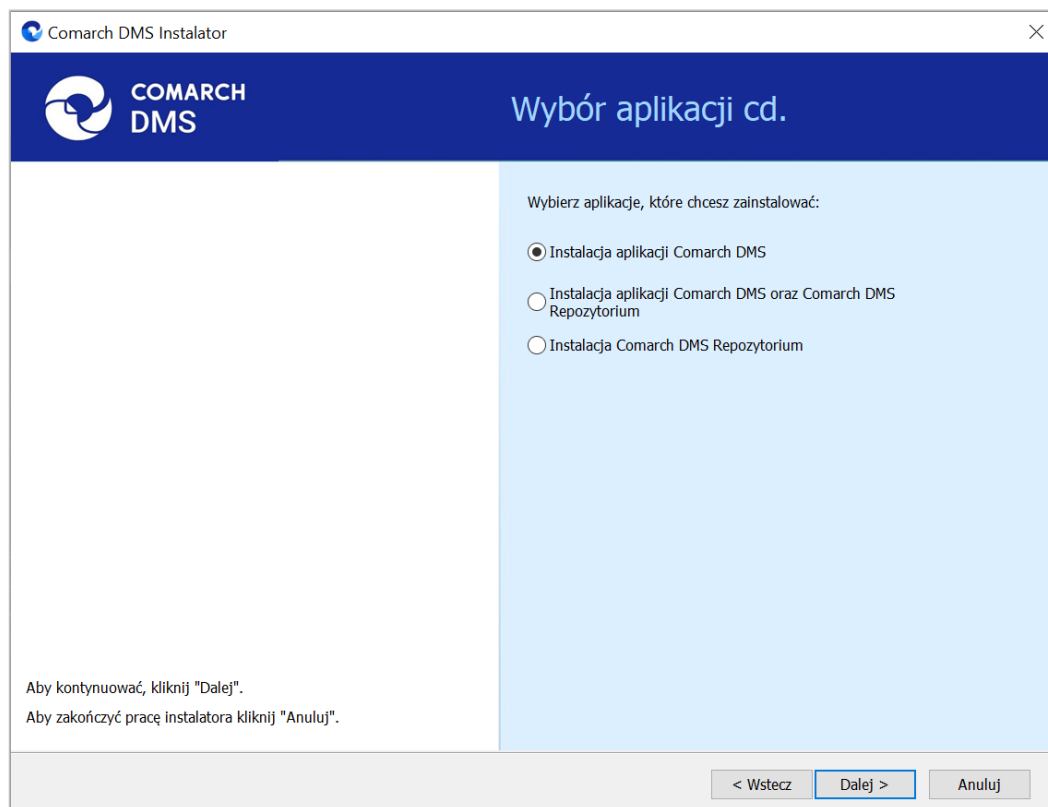 Comarch DMS Instalator
COMARCH
DMS
Wybór aplikacji cd.
Wybierz aplikacje, które chcesz zainstalować:
Instalacja aplikacji Comarch DMS
Instalacja aplikacji Comarch DMS oraz Comarch DMS
Repozytorium
Instalacja Comarch DMS Repozytorium
Aby kontynuować, kliknij "Dalej".
Aby zakończyć pracę instalatora kliknij "Anuluj".
< Wstecz
Dalej >
Anuluj